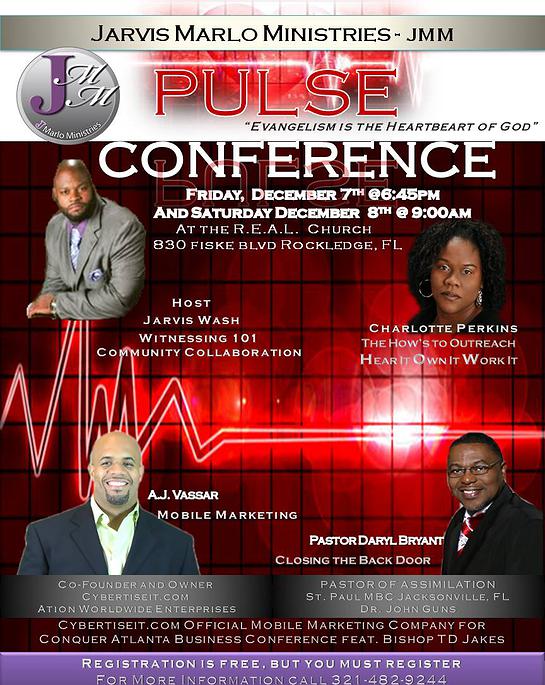 JARVIS MARLO MINISTRIES - JMM
JMM
JMarlo Ministries
PULSE
"EVANGELISM IS THE HEARTBEAT OF GOD"
CONFERENCE
FRIDAY, DECEMBER 7TH @6:45PM
AND SATURDAY DECEMBER 8TH @ 9:00AM
AT THE R.E.A.L. CHURCH
830 FISKE BLVD ROCKLEDGE, FL
HOST
JARVIS WASH
WITNESSING 101
COMMUNITY COLLABORATION
CHARLOTTE PERKINS
THE HOW'S TO OUTREACH
HEAR IT OWN IT WORK IT
A.J. VASSAR
MOBILE MARKETING
PASTOR DARYL BRYANT
CLOSING THE BACK DOOR
CO-FOUNDER AND OWNER
CYBERTISEIT.COM
ATION WORLDWIDE ENTERPRISES
PASTOR OF ASSIMILATION
ST. PAUL MBC JACKSONVILLE, FL
DR. JOHN GUNS
CYBERTISEIT.COM OFFICIAL MOBILE MARKETING COMPANY FOR
CONQUER ATLANTA BUSINESS CONFERENCE FEAT. BISHOP TD JAKES
REGISTRATION IS FREE, BUT YOU MUST REGISTER
FOR MORE INFORMATION CALL 321-482-9244